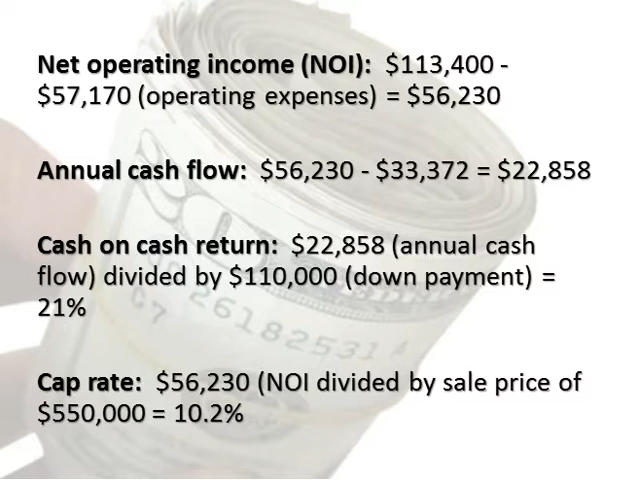 Net operating income (NOI): $113,400 -
$57,170 (operating expenses) = $56,230
Annual cash flow: $56,230 - $33,372 = $22,858
Cash on cash return: $22,858 (annual cash
flow) divided by $110,000 (down payment) =
21%
Cap rate: $56,230 (NOI divided by sale price of
$550,000 = 10.2%
26182531 A
G7